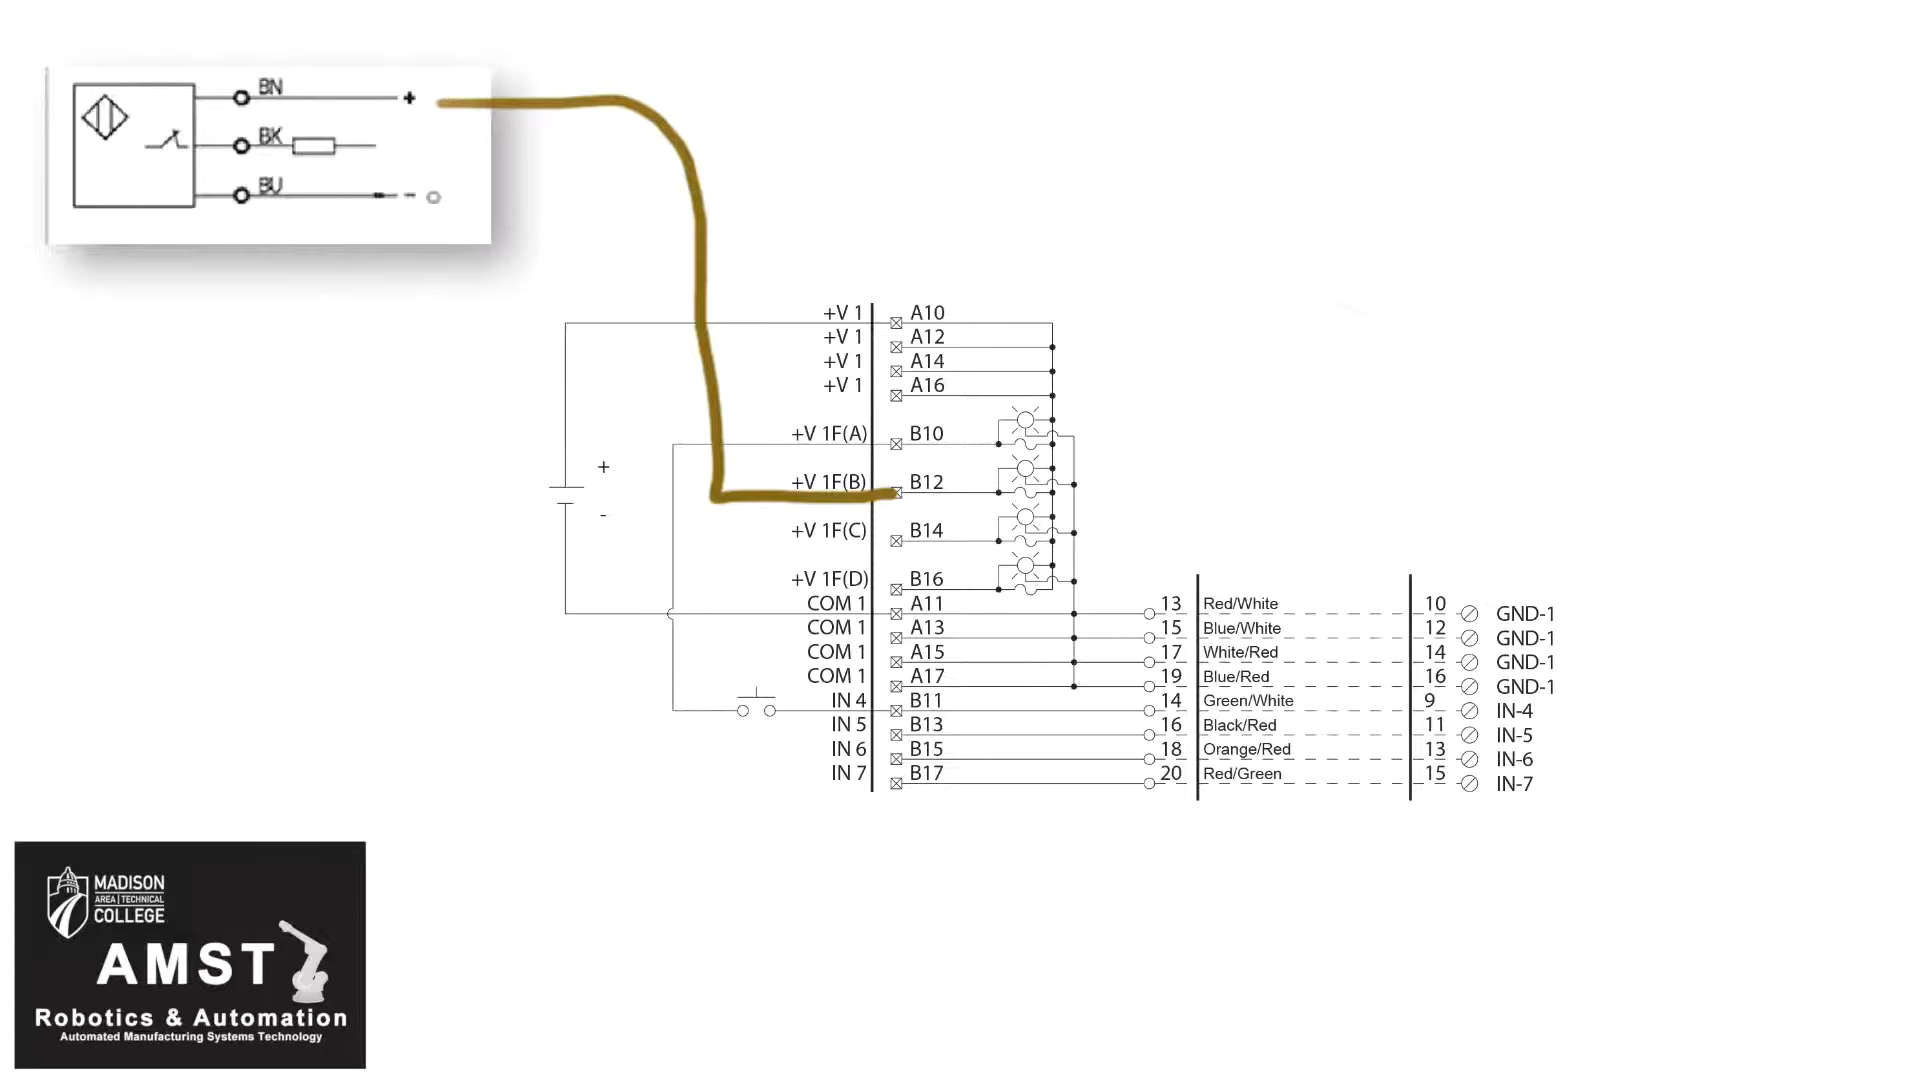 BN +
BK
BU -
+V 1 A10
+V 1 A12
+V 1 A14
+V 1 A16
+V 1F(A) B10
+
+V 1F(B) B12
-
+V 1F(C) B14
+V 1F(D) B16
COM 1 A11 13 Red/White 10 GND-1
COM 1 A13 15 Blue/White 12 GND-1
COM 1 A15 17 White/Red 14 GND-1
COM 1 A17 19 Blue/Red 16 GND-1
IN 4 B11 14 Green/White 9 IN-4
IN 5 B13 16 Black/Red 11 IN-5
IN 6 B15 18 Orange/Red 13 IN-6
IN 7 B17 20 Red/Green 15 IN-7
MADISON
AREA | TECHNICAL
COLLEGE
AMST
Robotics & Automation
Automated Manufacturing Systems Technology